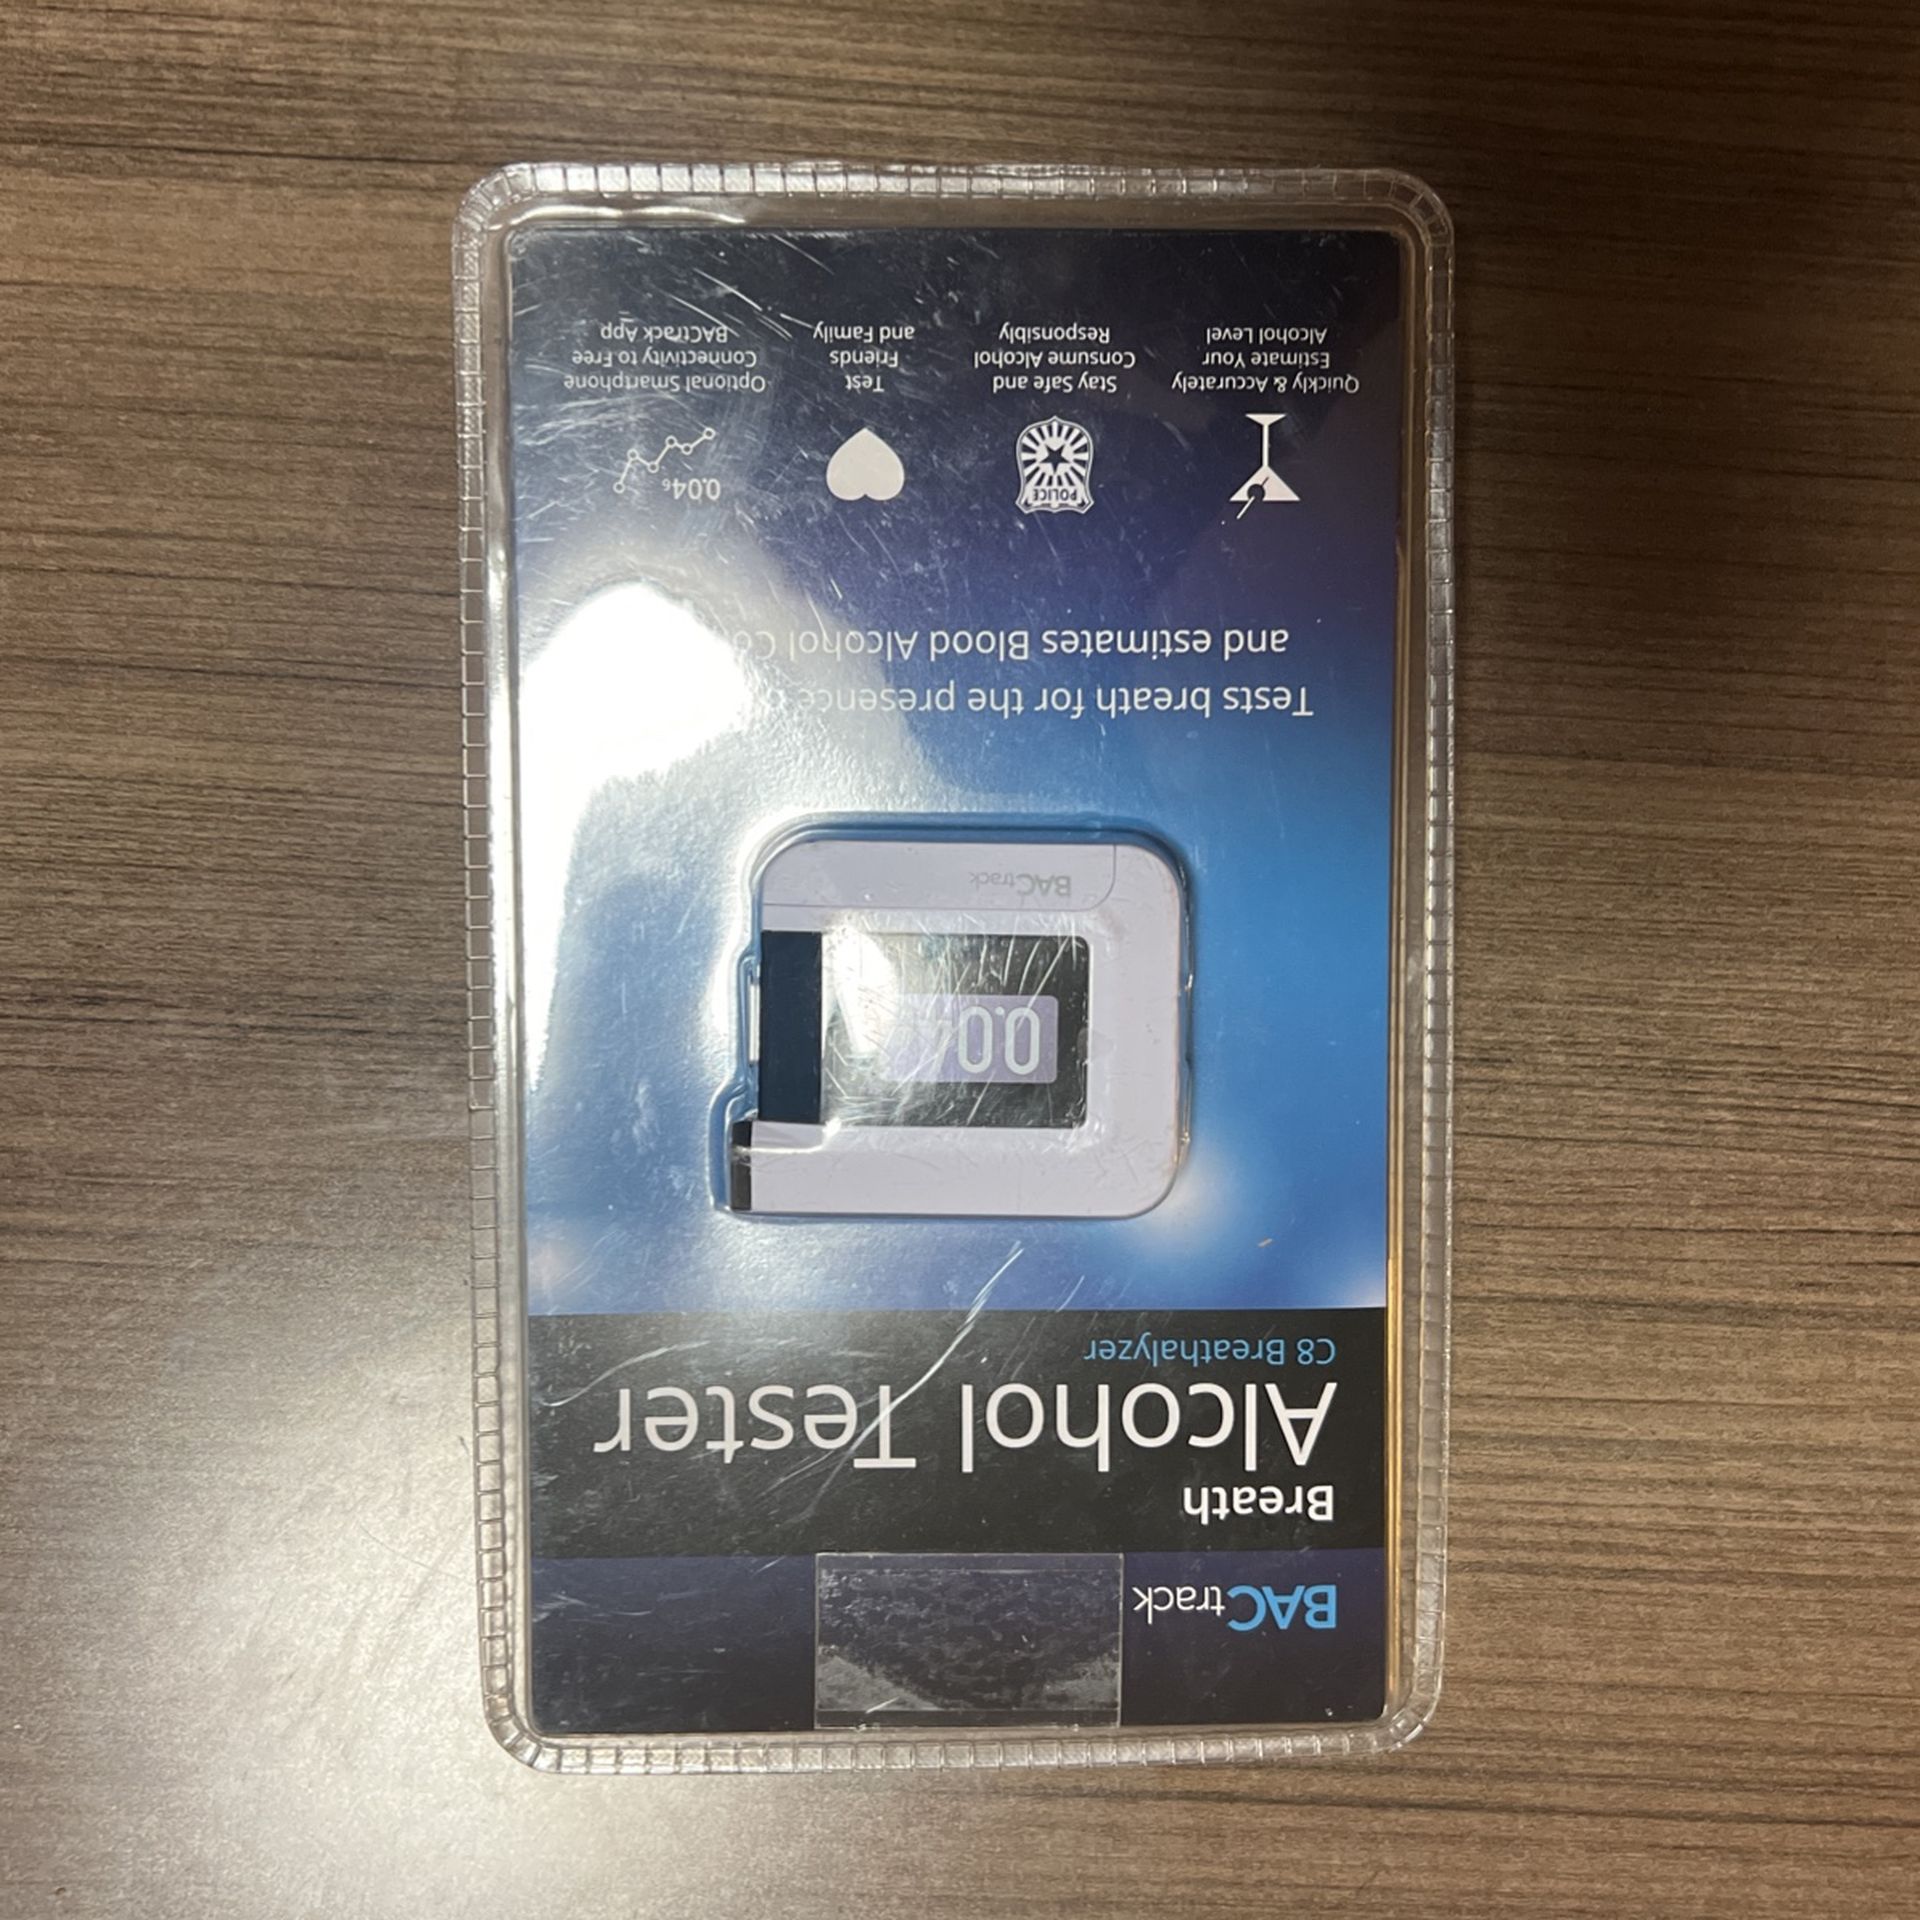 BACtrack
Breath
Alcohol Tester
C8 Breathalyzer
BACtrack
Tests breath for the presence
and estimates Blood Alcohol
POLICE
0.04⁶
Quickly & Accurately
Estimate Your
Alcohol Level
Stay Safe and
Consume Alcohol
Responsibly
Test
Friends
and Family
Optional Smartphone
Connectivity to Free
BACtrack App